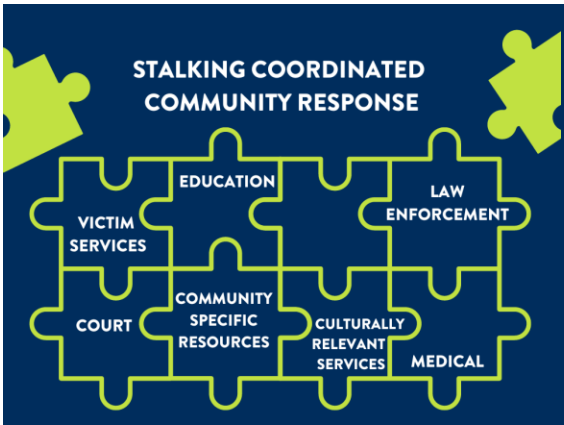 STALKING COORDINATED
COMMUNITY RESPONSE
VICTIM
SERVICES
EDUCATION
LAW
ENFORCEMENT
COURT
COMMUNITY
SPECIFIC
RESOURCES
CULTURALLY
RELEVANT
SERVICES
MEDICAL